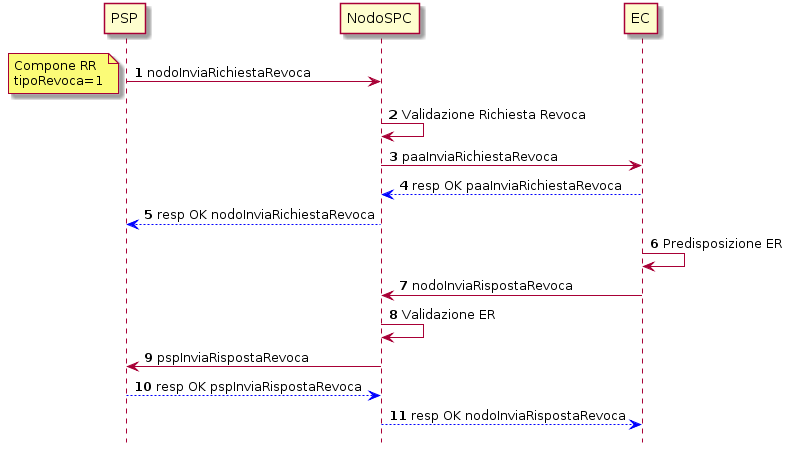 PSP
NodoSPC
EC
Compone RR
tipoRevoca=1
1 nodoInviaRichiestaRevoca
2 Validazione Richiesta Revoca
3 paaInviaRichiestaRevoca
4 resp OK paaInviaRichiestaRevoca
5 resp OK nodoInviaRichiestaRevoca
6 Predisposizione ER
7 nodoInviaRispostaRevoca
8 Validazione ER
9 pspInviaRispostaRevoca
10 resp OK pspInviaRispostaRevoca
11 resp OK nodoInviaRispostaRevoca